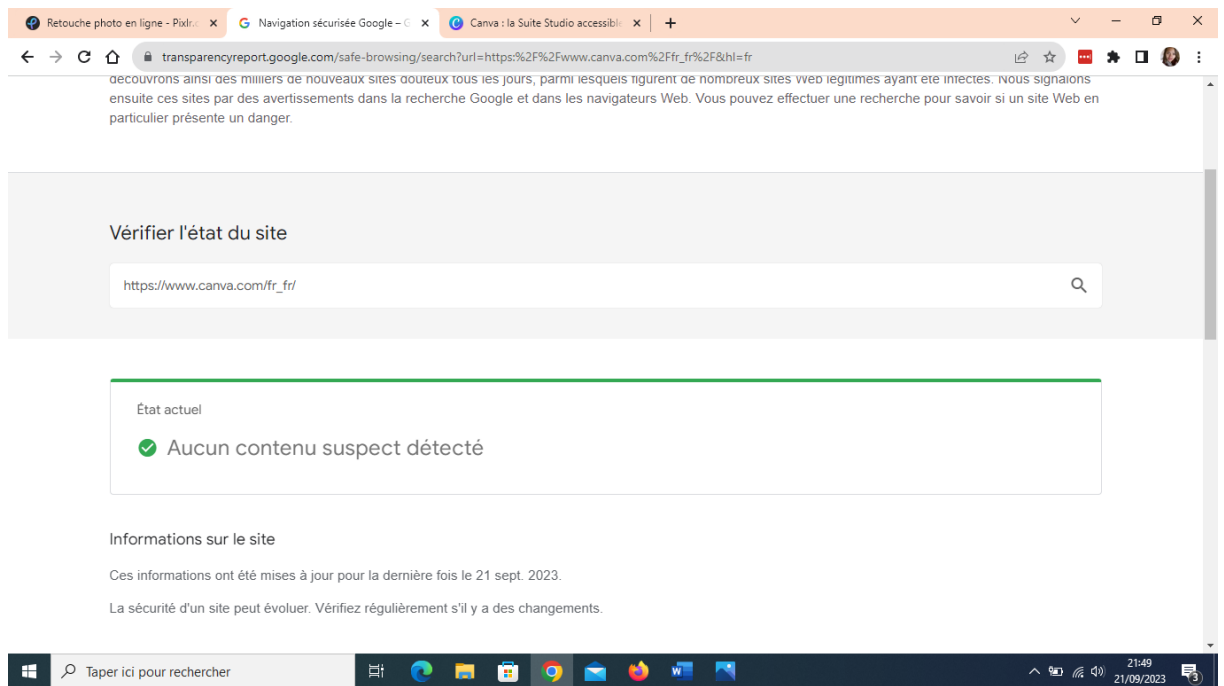 Retouche photo en ligne - Pixlr.c
Navigation sécurisée Google – G
Canva : la Suite Studio accessible
transparencyreport.google.com/safe-browsing/search?url=https:%2F%2Fwww.canva.com%2Ffr_fr%2F&hl=fr
découvrons ainsi des milliers de nouveaux sites douteux tous les jours, parmi lesquels figurent de nombreux sites Web légitimes ayant été infectés. Nous signalons
ensuite ces sites par des avertissements dans la recherche Google et dans les navigateurs Web. Vous pouvez effectuer une recherche pour savoir si un site Web en
particulier présente un danger.
Vérifier l'état du site
https://www.canva.com/fr_fr/
État actuel
Aucun contenu suspect détecté
Informations sur le site
Ces informations ont été mises à jour pour la dernière fois le 21 sept. 2023.
La sécurité d'un site peut évoluer. Vérifiez régulièrement s'il y a des changements.
Taper ici pour rechercher
21:49
21/09/2023
3